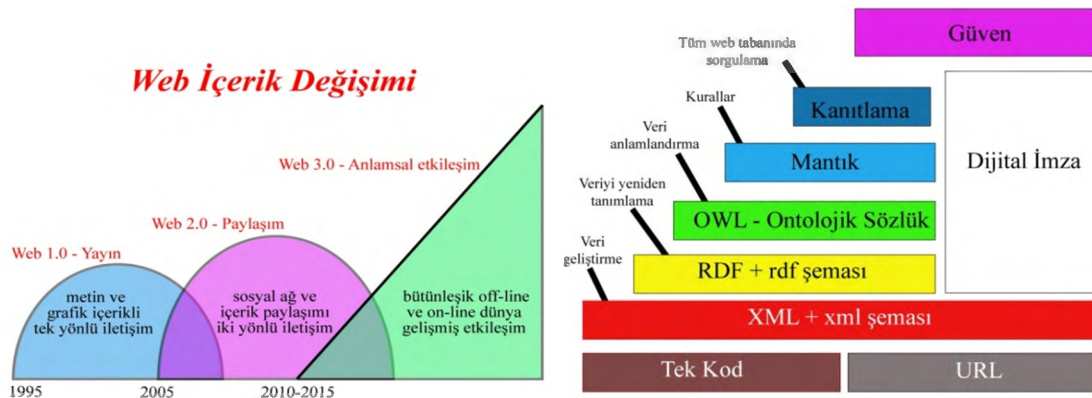 Web İçerik Değişimi
Web 3.0 - Anlamsal etkileşim
Web 2.0 - Paylaşım
Web 1.0 - Yayın
metin ve
grafik içerikli
tek yönlü iletişim
sosyal ağ ve
içerik paylaşımı
iki yönlü iletişim
bütünleşik off-line
ve on-line dünya
gelişmiş etkileşim
1995
2005
2010-2015
Güven
Tüm web tabanında
sorgulama
Kanıtlama
Kurallar
Mantık
Dijital İmza
Veri
anlamlandırma
OWL - Ontolojik Sözlük
Veriyi yeniden
tanımlama
RDF + rdf şeması
Veri
geliştirme
XML + xml şeması
Tek Kod
URL